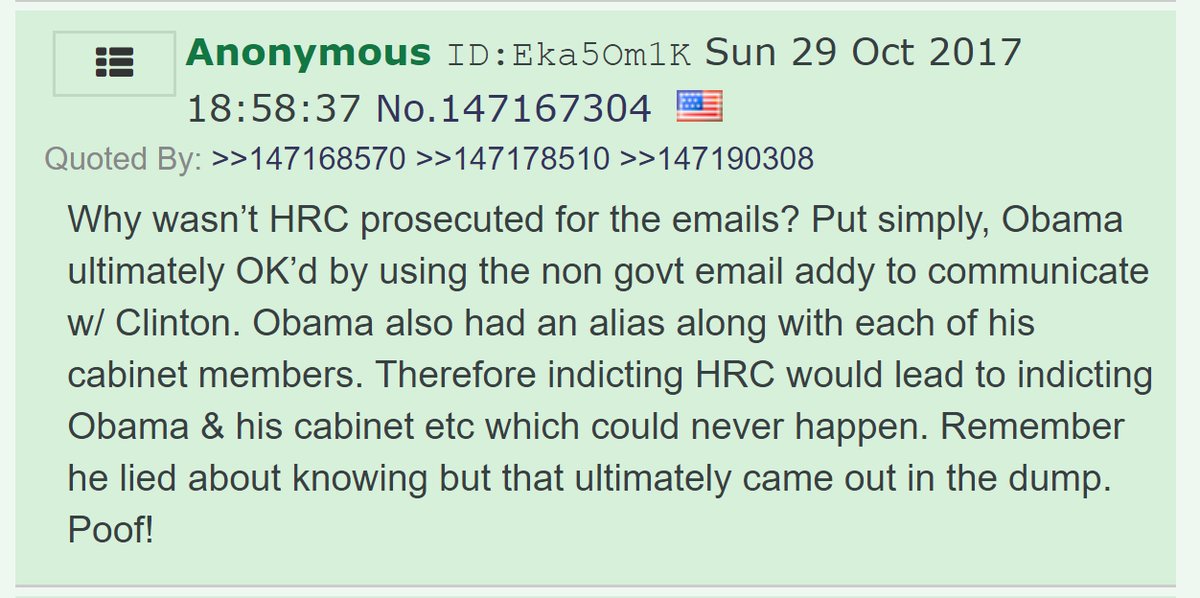 Anonymous ID:Eka5Om1K Sun 29 Oct 2017
18:58:37 No.147167304
Quoted By: >>147168570 >>147178510 >>147190308
Why wasn’t HRC prosecuted for the emails? Put simply, Obama
ultimately OK’d by using the non govt email addy to communicate
w/ Clinton. Obama also had an alias along with each of his
cabinet members. Therefore indicting HRC would lead to indicting
Obama & his cabinet etc which could never happen. Remember
he lied about knowing but that ultimately came out in the dump.
Poof!